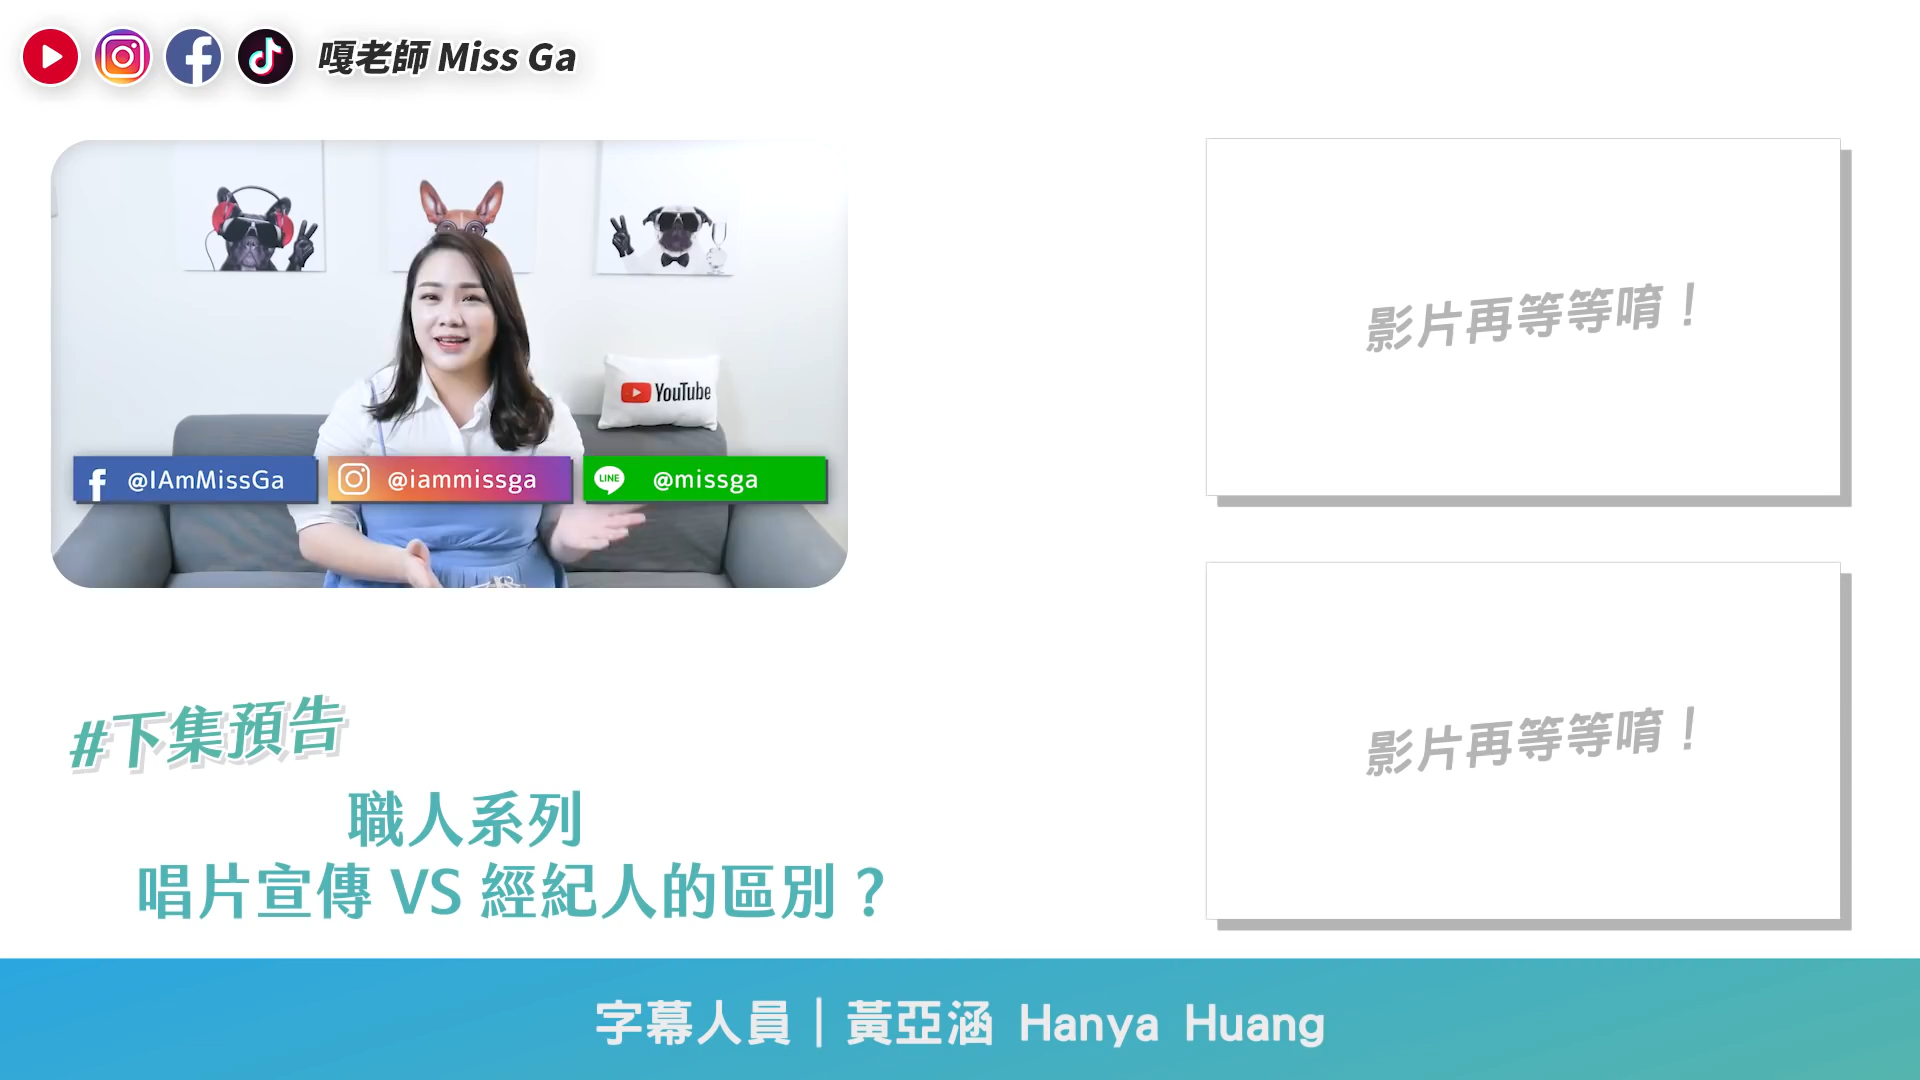 嘎老師 Miss Ga
YouTube
@IAmMissGa
@iammissga
LINE
@missga
影片再等等唷！
影片再等等唷！
#下集預告
職人系列
唱片宣傳 VS 經紀人的區別？
字幕人員｜黃亞涵 Hanya Huang